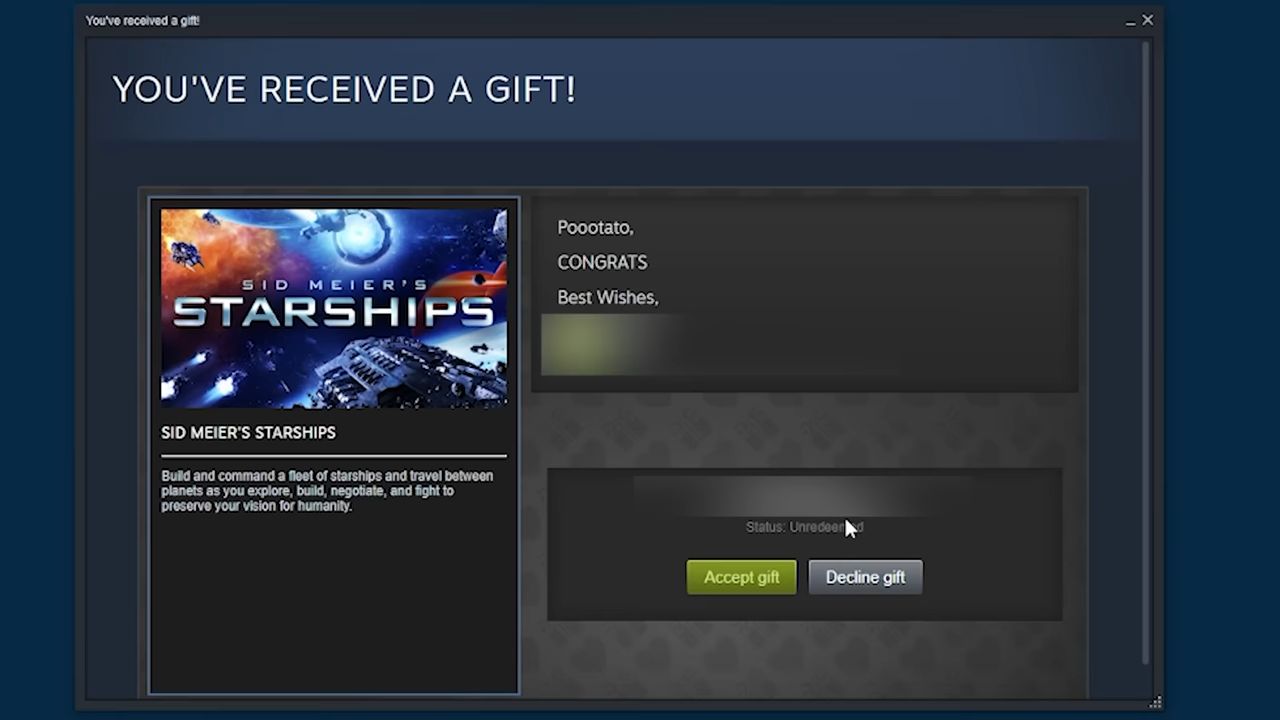 You've received a gift!
YOU'VE RECEIVED A GIFT!
SID MEIER'S
STARSHIPS
SID MEIER'S STARSHIPS
Build and command a fleet of starships and travel between
planets as you explore, build, negotiate, and fight to
preserve your vision for humanity.
Poootato,
CONGRATS
Best Wishes,
Status: Unredeemed
Accept gift
Decline gift